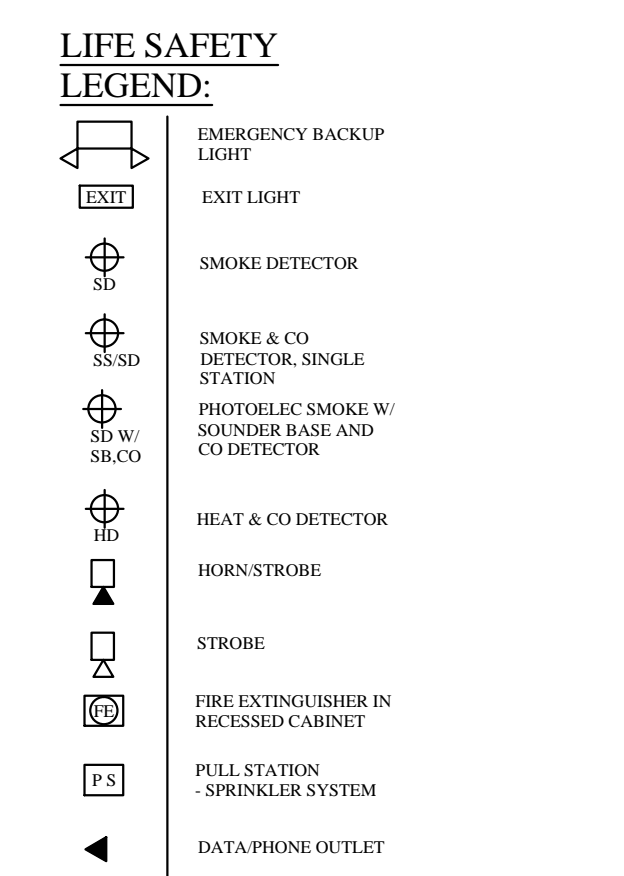 LIFE SAFETY
LEGEND:
EMERGENCY BACKUP
LIGHT
EXIT
EXIT LIGHT
SD
SMOKE DETECTOR
SS/SD
SMOKE & CO
DETECTOR, SINGLE
STATION
SD W/
SB,CO
PHOTOELEC SMOKE W/
SOUNDER BASE AND
CO DETECTOR
HD
HEAT & CO DETECTOR
HORN/STROBE
STROBE
FE
FIRE EXTINGUISHER IN
RECESSED CABINET
P S
PULL STATION
- SPRINKLER SYSTEM
DATA/PHONE OUTLET